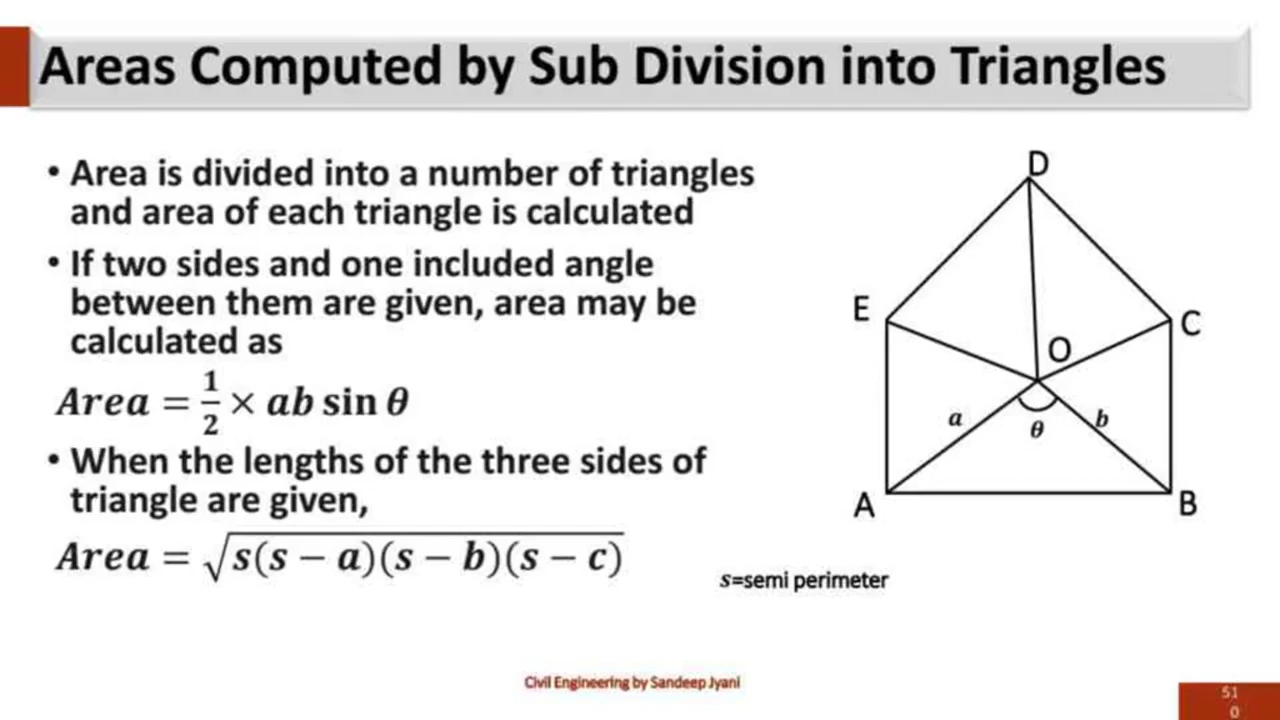 Areas Computed by Sub Division into Triangles
• Area is divided into a number of triangles
and area of each triangle is calculated
• If two sides and one included angle
between them are given, area may be
calculated as
Area = 1/2 × ab sin θ
• When the lengths of the three sides of
triangle are given,
Area = √s(s − a)(s − b)(s − c)
s=semi perimeter
D
E
C
O
a
θ
b
A
B
Civil Engineering by Sandeep Jyani
51
0